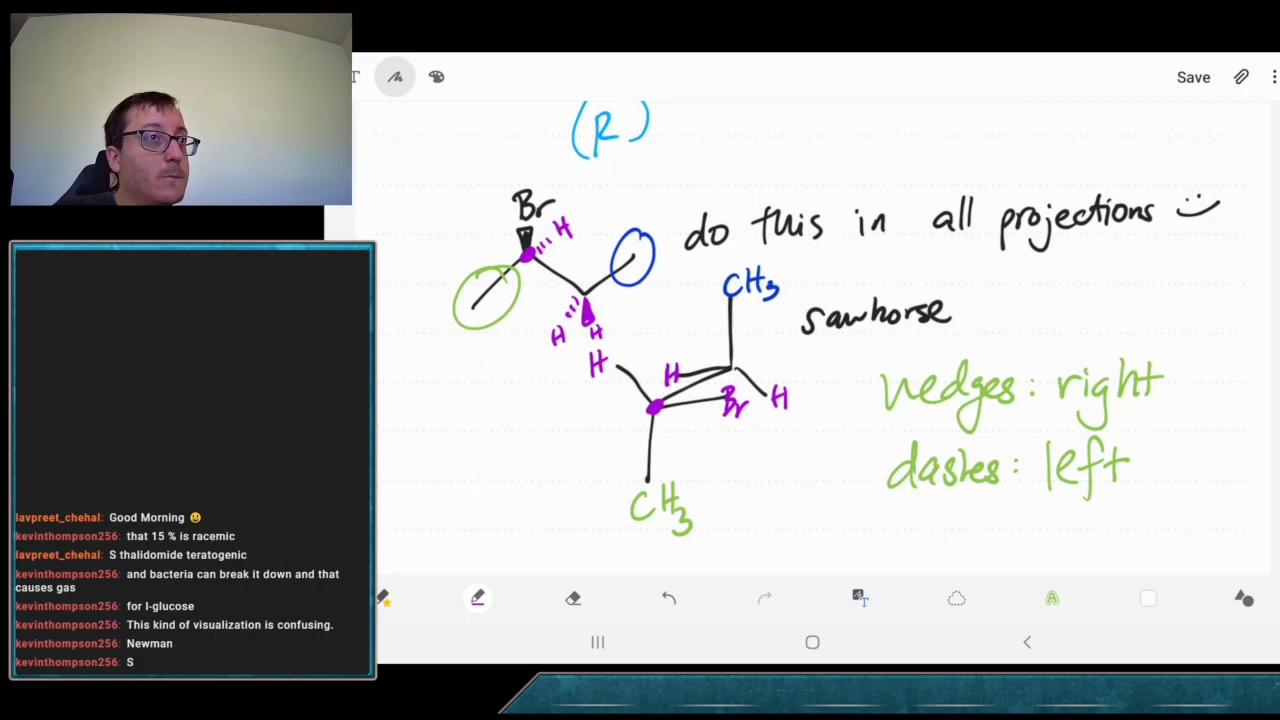 T
Save
(R)
Br
H
do this in all projections :)
H
H
CH3
sawhorse
H
H
Br
H
CH3
wedges: right
dashes: left
lavpreet_chehal: Good Morning 😃
kevinthompson256: that 15 % is racemic
lavpreet_chehal: S thalidomide teratogenic
kevinthompson256: and bacteria can break it down and that
causes gas
kevinthompson256: for l-glucose
kevinthompson256: This kind of visualization is confusing.
kevinthompson256: Newman
kevinthompson256: S
T
A